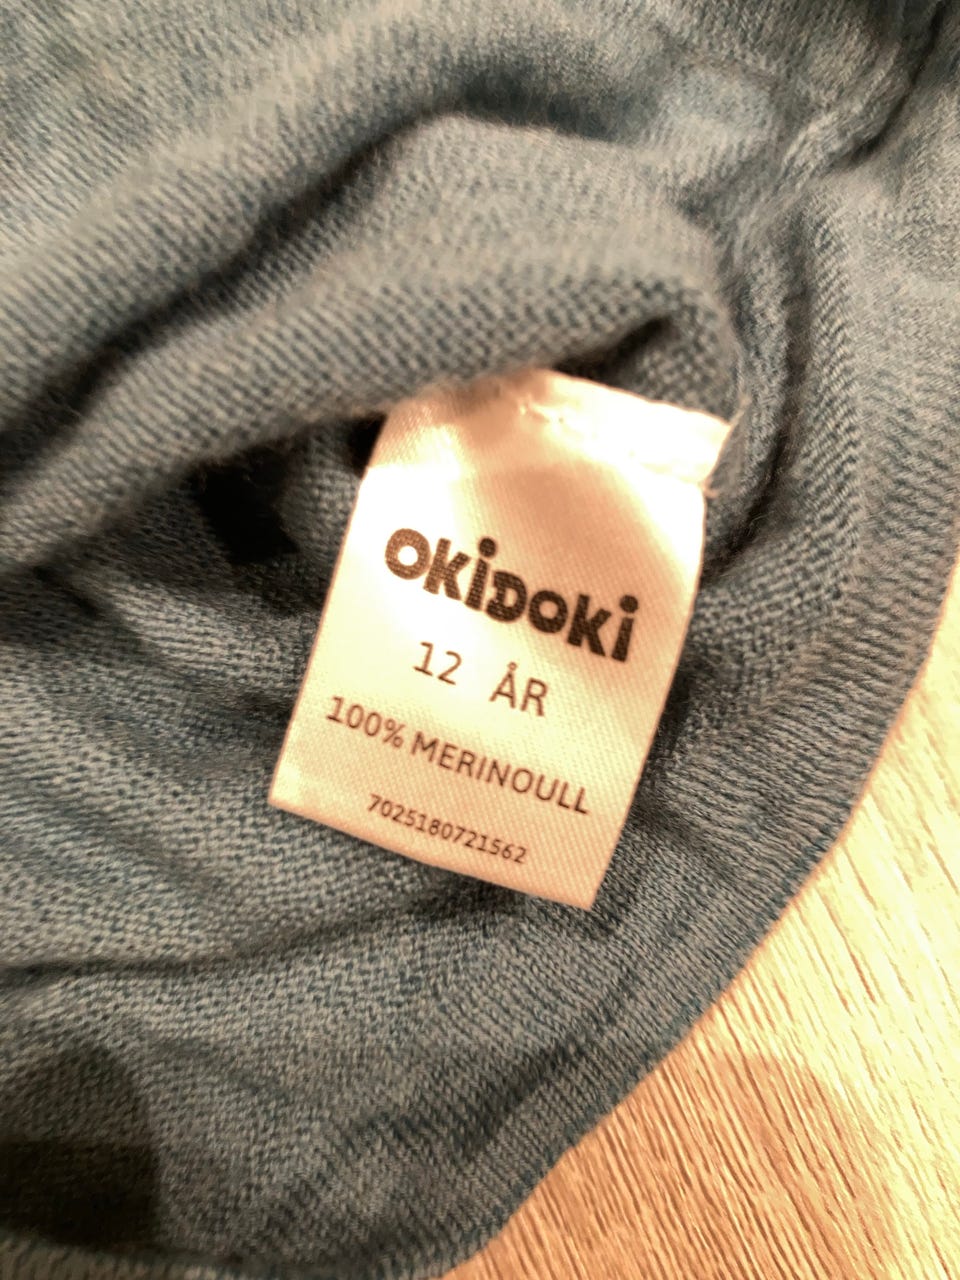 OKiDOKi
12 ÅR
100% MERINOULL
7025180721562